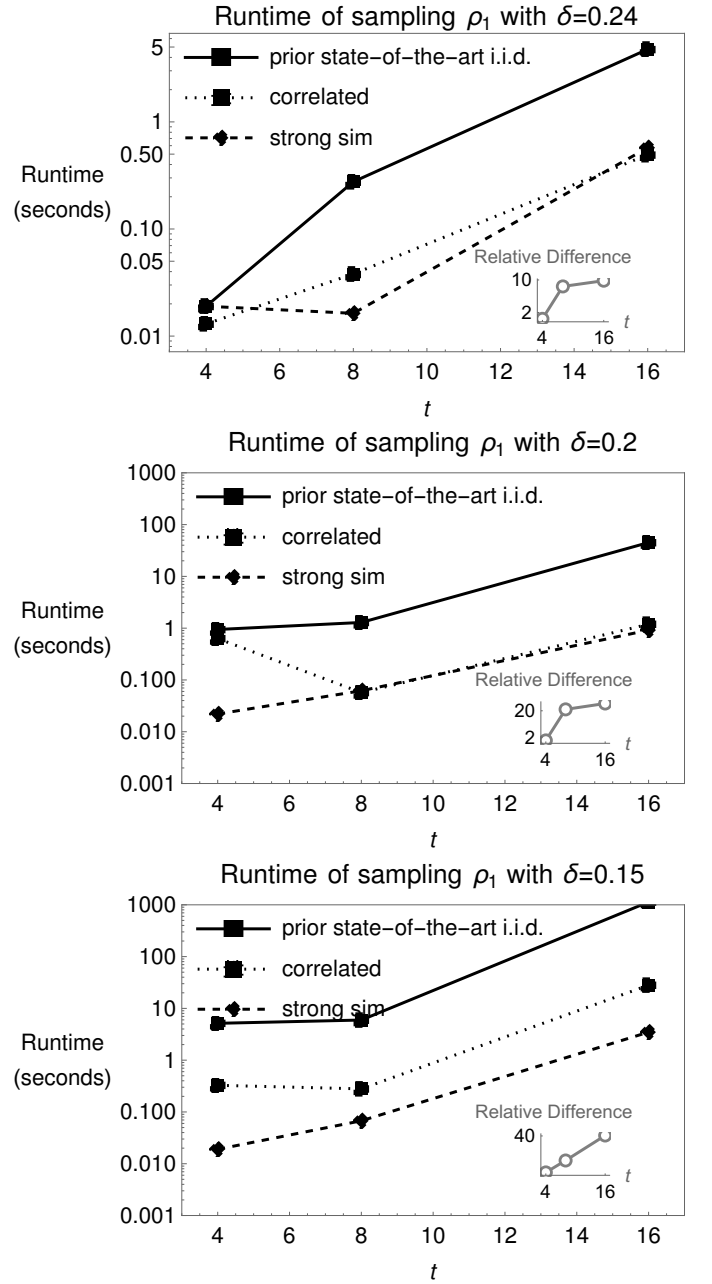 Runtime of sampling ρ1 with δ=0.24
5
1
0.50
0.10
0.05
0.01
Runtime
(seconds)
prior state−of−the−art i.i.d.
correlated
strong sim
Relative Difference
10
2
4 16
t
4 6 8 10 12 14 16
t
Runtime of sampling ρ1 with δ=0.2
1000
100
10
1
0.100
0.010
0.001
Runtime
(seconds)
prior state−of−the−art i.i.d.
correlated
strong sim
Relative Difference
20
2
4 16
t
4 6 8 10 12 14 16
t
Runtime of sampling ρ1 with δ=0.15
1000
100
10
1
0.100
0.010
0.001
Runtime
(seconds)
prior state−of−the−art i.i.d.
correlated
strong sim
Relative Difference
40
4 16
t
4 6 8 10 12 14 16
t